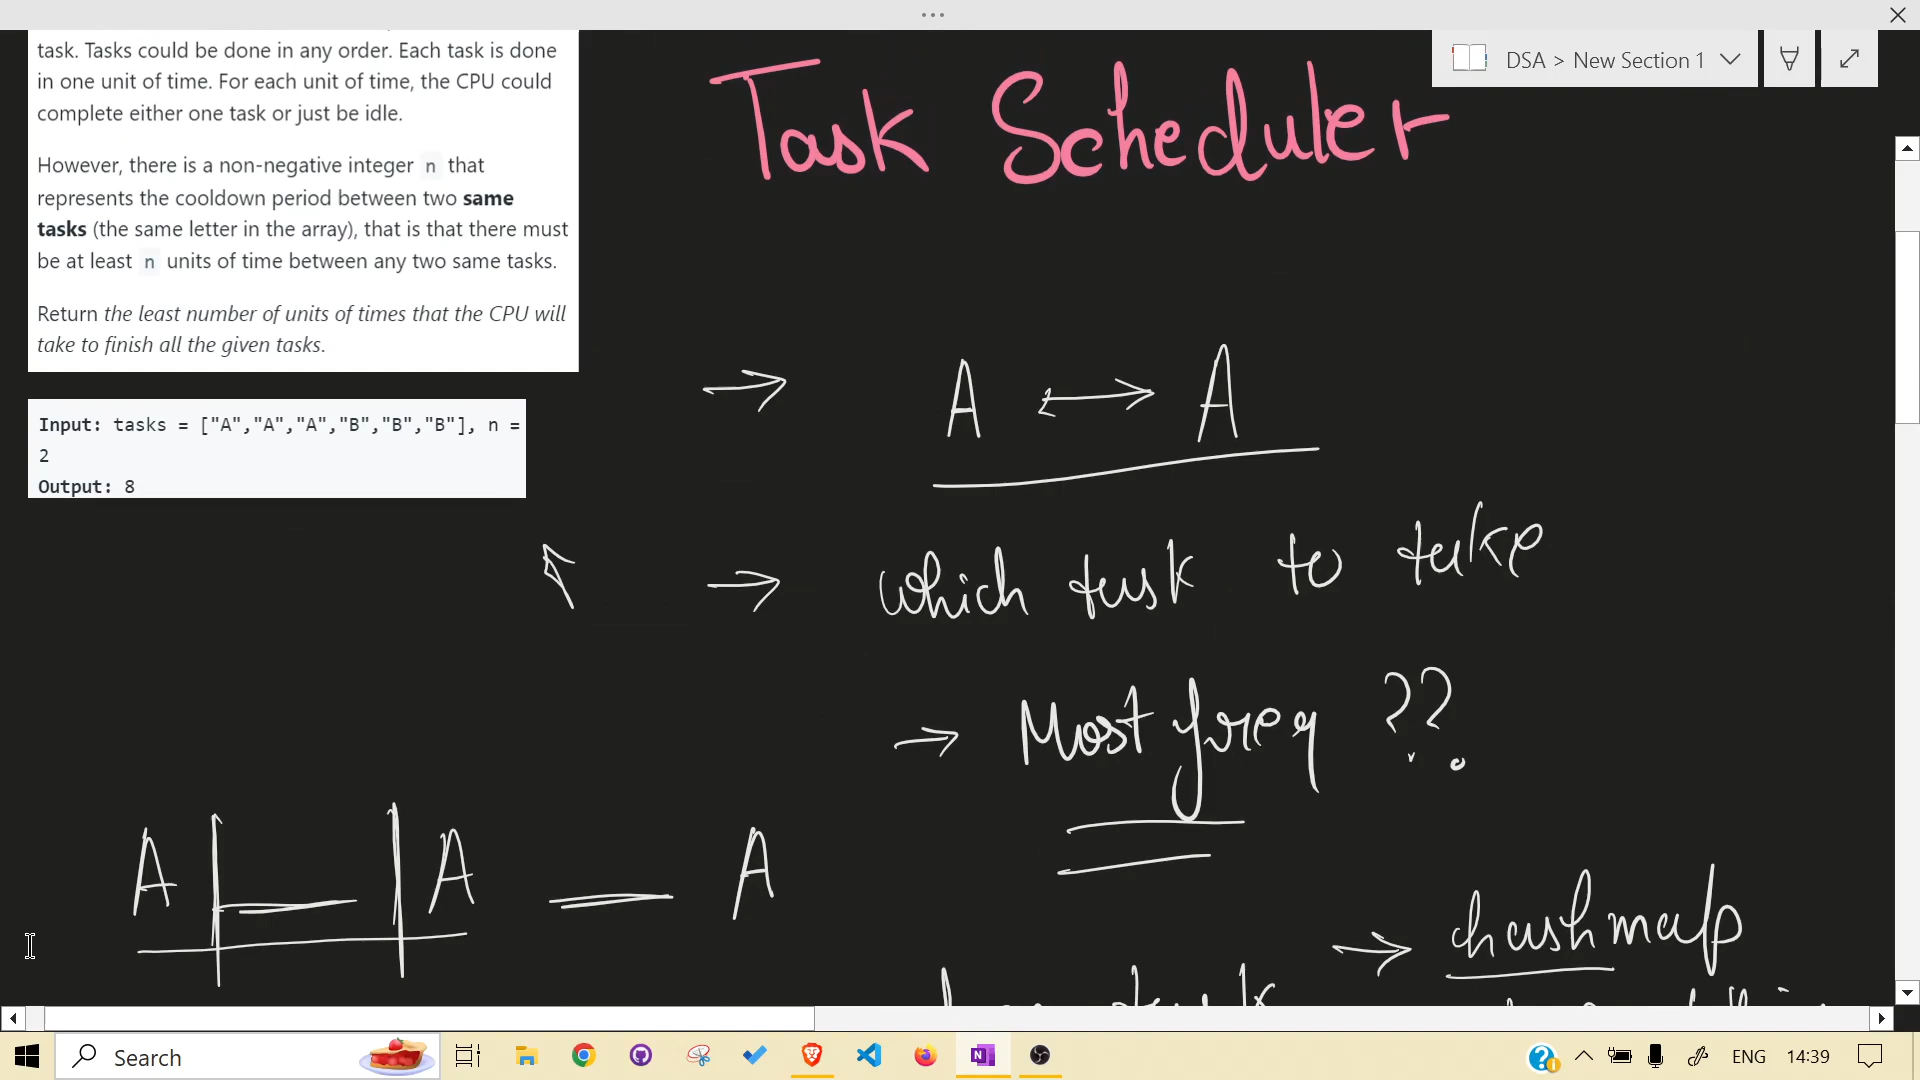 task. Tasks could be done in any order. Each task is done
in one unit of time. For each unit of time, the CPU could
complete either one task or just be idle.
However, there is a non-negative integer n that
represents the cooldown period between two same
tasks (the same letter in the array), that is that there must
be at least n units of time between any two same tasks.
Return the least number of units of times that the CPU will
take to finish all the given tasks.
Input: tasks = ["A","A","A","B","B","B"], n =
2
Output: 8
DSA > New Section 1
Task Scheduler
A A
which task to take
Most freq ??
A A A
hashmap
Search
ENG 14:39